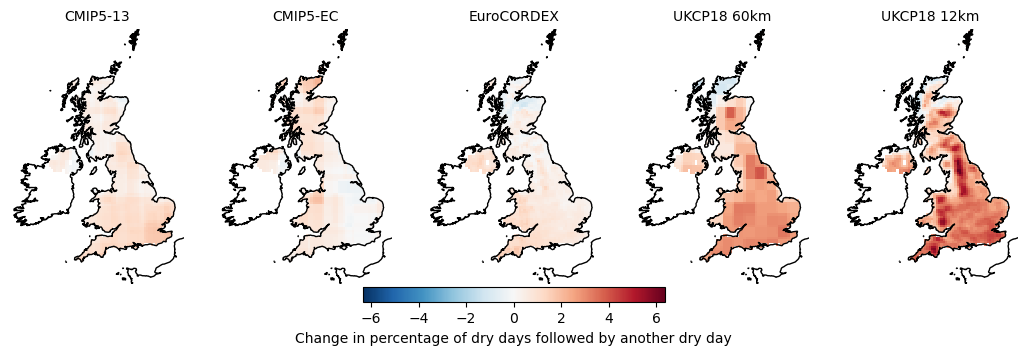 CMIP5-13 CMIP5-EC EuroCORDEX UKCP18 60km UKCP18 12km
−6 −4 −2 0 2 4 6
Change in percentage of dry days followed by another dry day